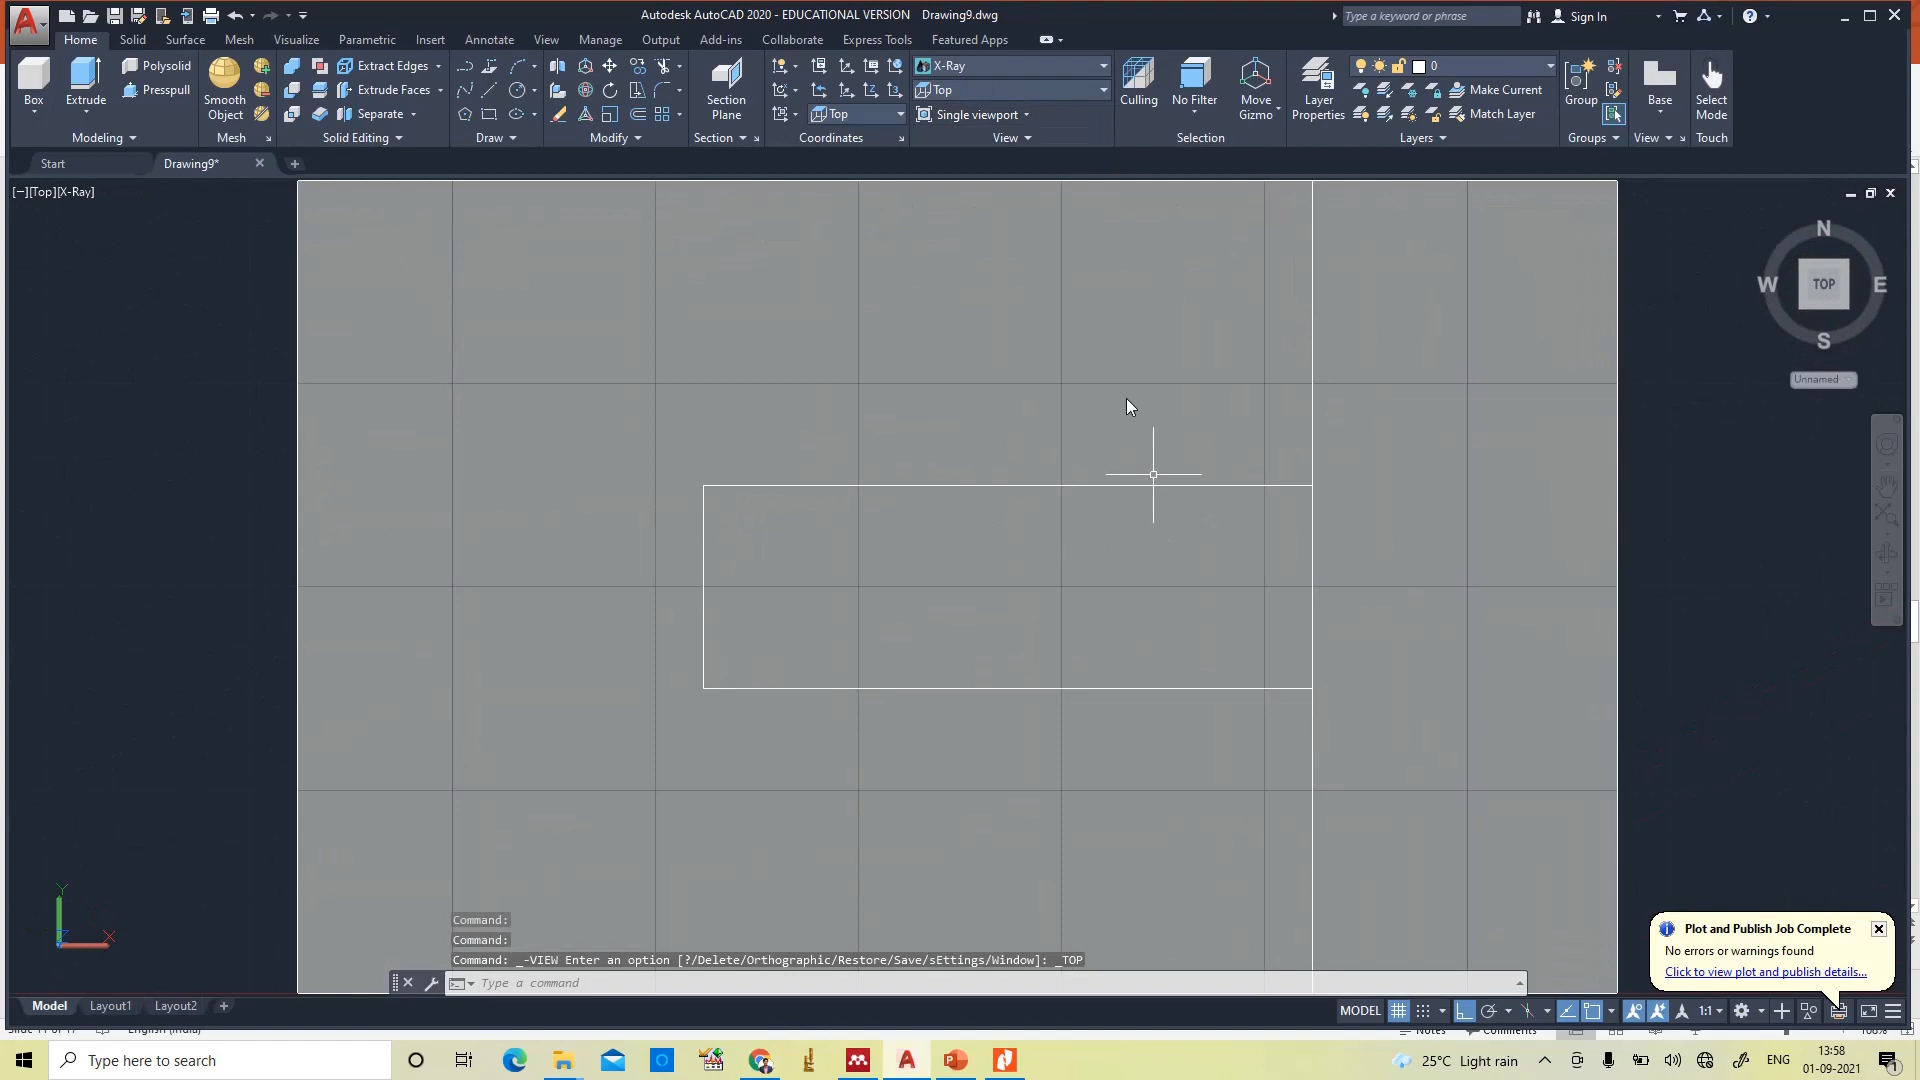 Autodesk AutoCAD 2020 - EDUCATIONAL VERSION Drawing9.dwg
Type a keyword or phrase
Sign In
Home Solid Surface Mesh Visualize Parametric Insert Annotate View Manage Output Add-ins Collaborate Express Tools Featured Apps
Box
Extrude
Polysolid
Presspull
Modeling
Smooth Object
Mesh
Extract Edges
Extrude Faces
Separate
Solid Editing
Draw
Modify
Section Plane
Section
Top
Coordinates
X-Ray
Top
Single viewport
View
Culling
No Filter
Move Gizmo
Selection
Layer Properties
0
Make Current
Match Layer
Layers
Group
Groups
Base
View
Select Mode
Touch
Start
Drawing9*
[−][Top][X-Ray]
N
W TOP E
S
Unnamed
Y
X
Command:
Command:
Command: _-VIEW Enter an option [?/Delete/Orthographic/Restore/Save/sEttings/Window]: _TOP
Type a command
Plot and Publish Job Complete
No errors or warnings found
Click to view plot and publish details...
Model Layout1 Layout2
MODEL
1:1
Type here to search
25°C Light rain
ENG
13:58
01-09-2021